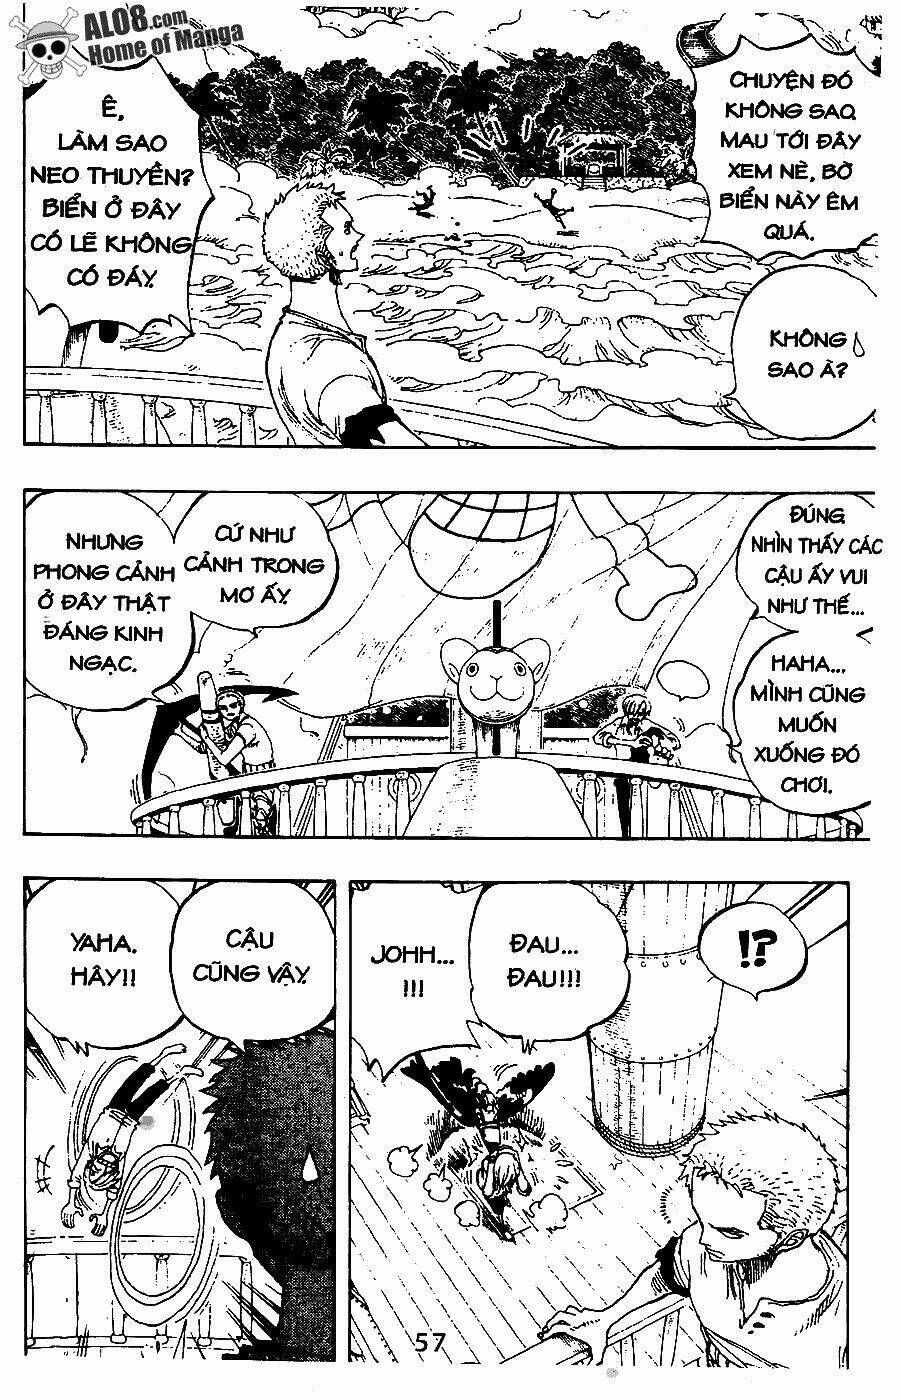 ALO8.com
Home of Manga
Ê,
LÀM SAO
NEO THUYỀN?
BIỂN Ở ĐÂY
CÓ LẼ KHÔNG
CÓ ĐÁY.
CHUYỆN ĐÓ
KHÔNG SAO.
MAU TỚI ĐÂY
XEM NÈ, BỜ
BIỂN NÀY ÊM
QUÁ.
KHÔNG
SAO À?
NHƯNG
PHONG CẢNH
Ở ĐÂY THẬT
ĐÁNG KINH
NGẠC.
CỨ NHƯ
CẢNH TRONG
MƠ ẤY.
ĐÚNG.
NHÌN THẤY CÁC
CẬU ẤY VUI
NHƯ THẾ...
HAHA...
MÌNH CŨNG
MUỐN
XUỐNG ĐÓ
CHƠI.
YAHA.
HÂY!!
CẬU
CŨNG VẬY.
JOHH...
!!!
ĐAU...
ĐAU!!!
!?
57